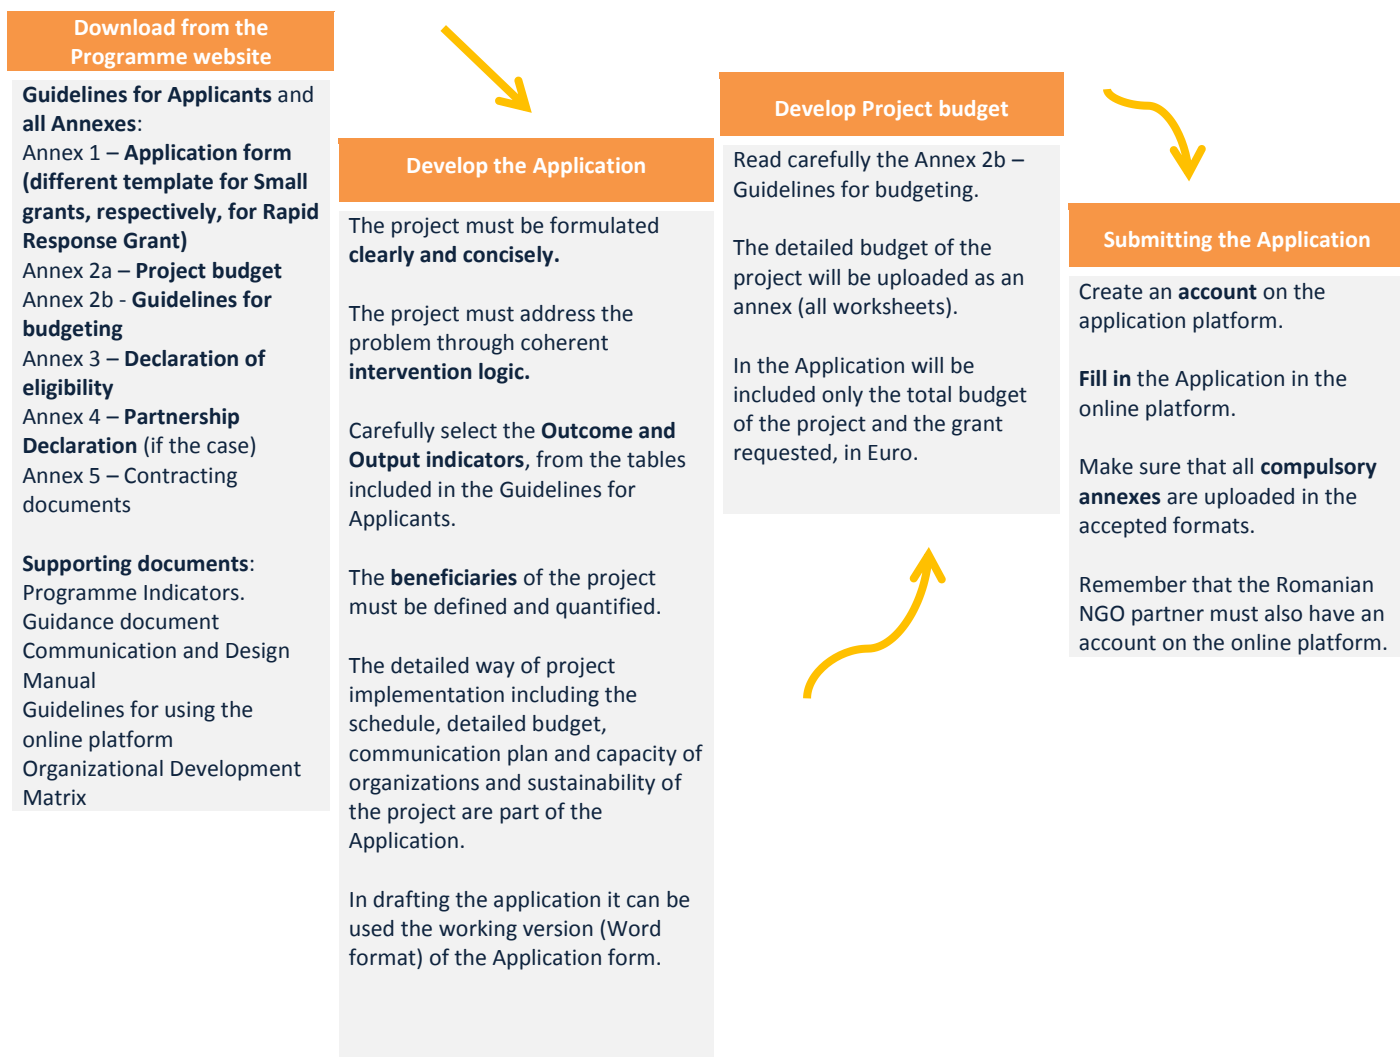 Download from the
Programme website
Guidelines for Applicants and
all Annexes:
Annex 1 – Application form
(different template for Small
grants, respectively, for Rapid
Response Grant)
Annex 2a – Project budget
Annex 2b - Guidelines for
budgeting
Annex 3 – Declaration of
eligibility
Annex 4 – Partnership
Declaration (if the case)
Annex 5 – Contracting
documents
Supporting documents:
Programme Indicators.
Guidance document
Communication and Design
Manual
Guidelines for using the
online platform
Organizational Development
Matrix
Develop the Application
The project must be formulated
clearly and concisely.
The project must address the
problem through coherent
intervention logic.
Carefully select the Outcome and
Output indicators, from the tables
included in the Guidelines for
Applicants.
The beneficiaries of the project
must be defined and quantified.
The detailed way of project
implementation including the
schedule, detailed budget,
communication plan and capacity of
organizations and sustainability of
the project are part of the
Application.
In drafting the application it can be
used the working version (Word
format) of the Application form.
Develop Project budget
Read carefully the Annex 2b –
Guidelines for budgeting.
The detailed budget of the
project will be uploaded as an
annex (all worksheets).
In the Application will be
included only the total budget
of the project and the grant
requested, in Euro.
Submitting the Application
Create an account on the
application platform.
Fill in the Application in the
online platform.
Make sure that all compulsory
annexes are uploaded in the
accepted formats.
Remember that the Romanian
NGO partner must also have an
account on the online platform.